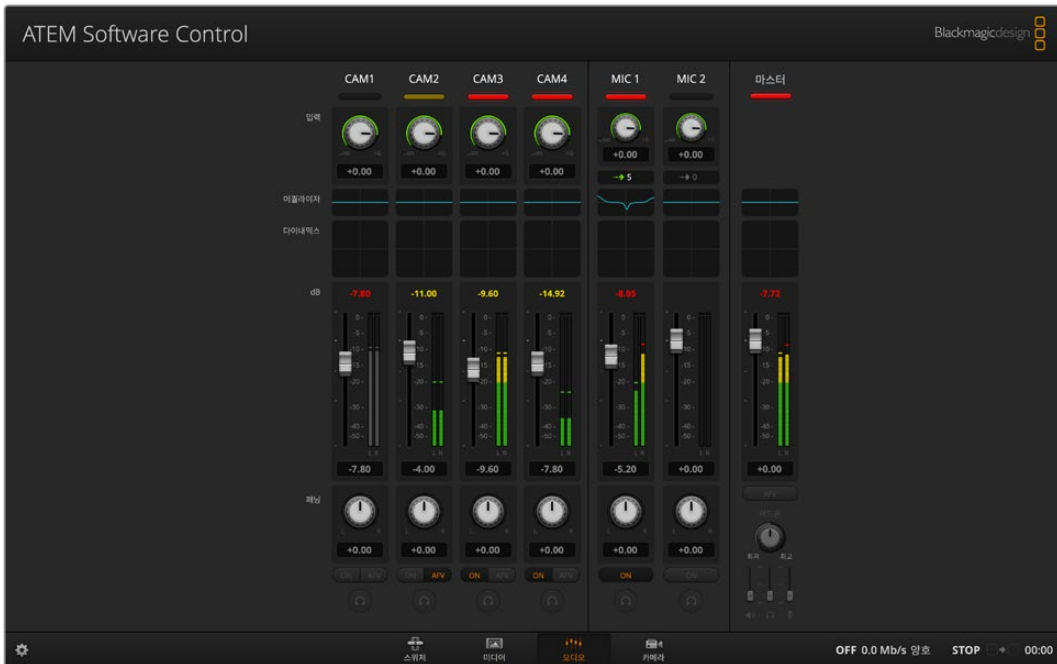 ATEM Software Control
Blackmagicdesign
CAM1 CAM2 CAM3 CAM4 MIC 1 MIC 2 마스터
입력
+0.00 +0.00 +0.00 +0.00 +0.00 +0.00
5 0
이퀄라이저
다이내믹스
dB -7.80 -11.00 -9.60 -14.92 -8.05 -7.72
-7.80 -4.00 -9.60 -7.80 -5.20 +0.00 +0.00
패닝
L R L R L R L R L R L R
+0.00 +0.00 +0.00 +0.00 +0.00 +0.00
ON AFV ON AFV ON AFV ON AFV ON ON
AFV
최저 최고
스위처 미디어 오디오 카메라
OFF 0.0 Mb/s 양호 STOP 00:00